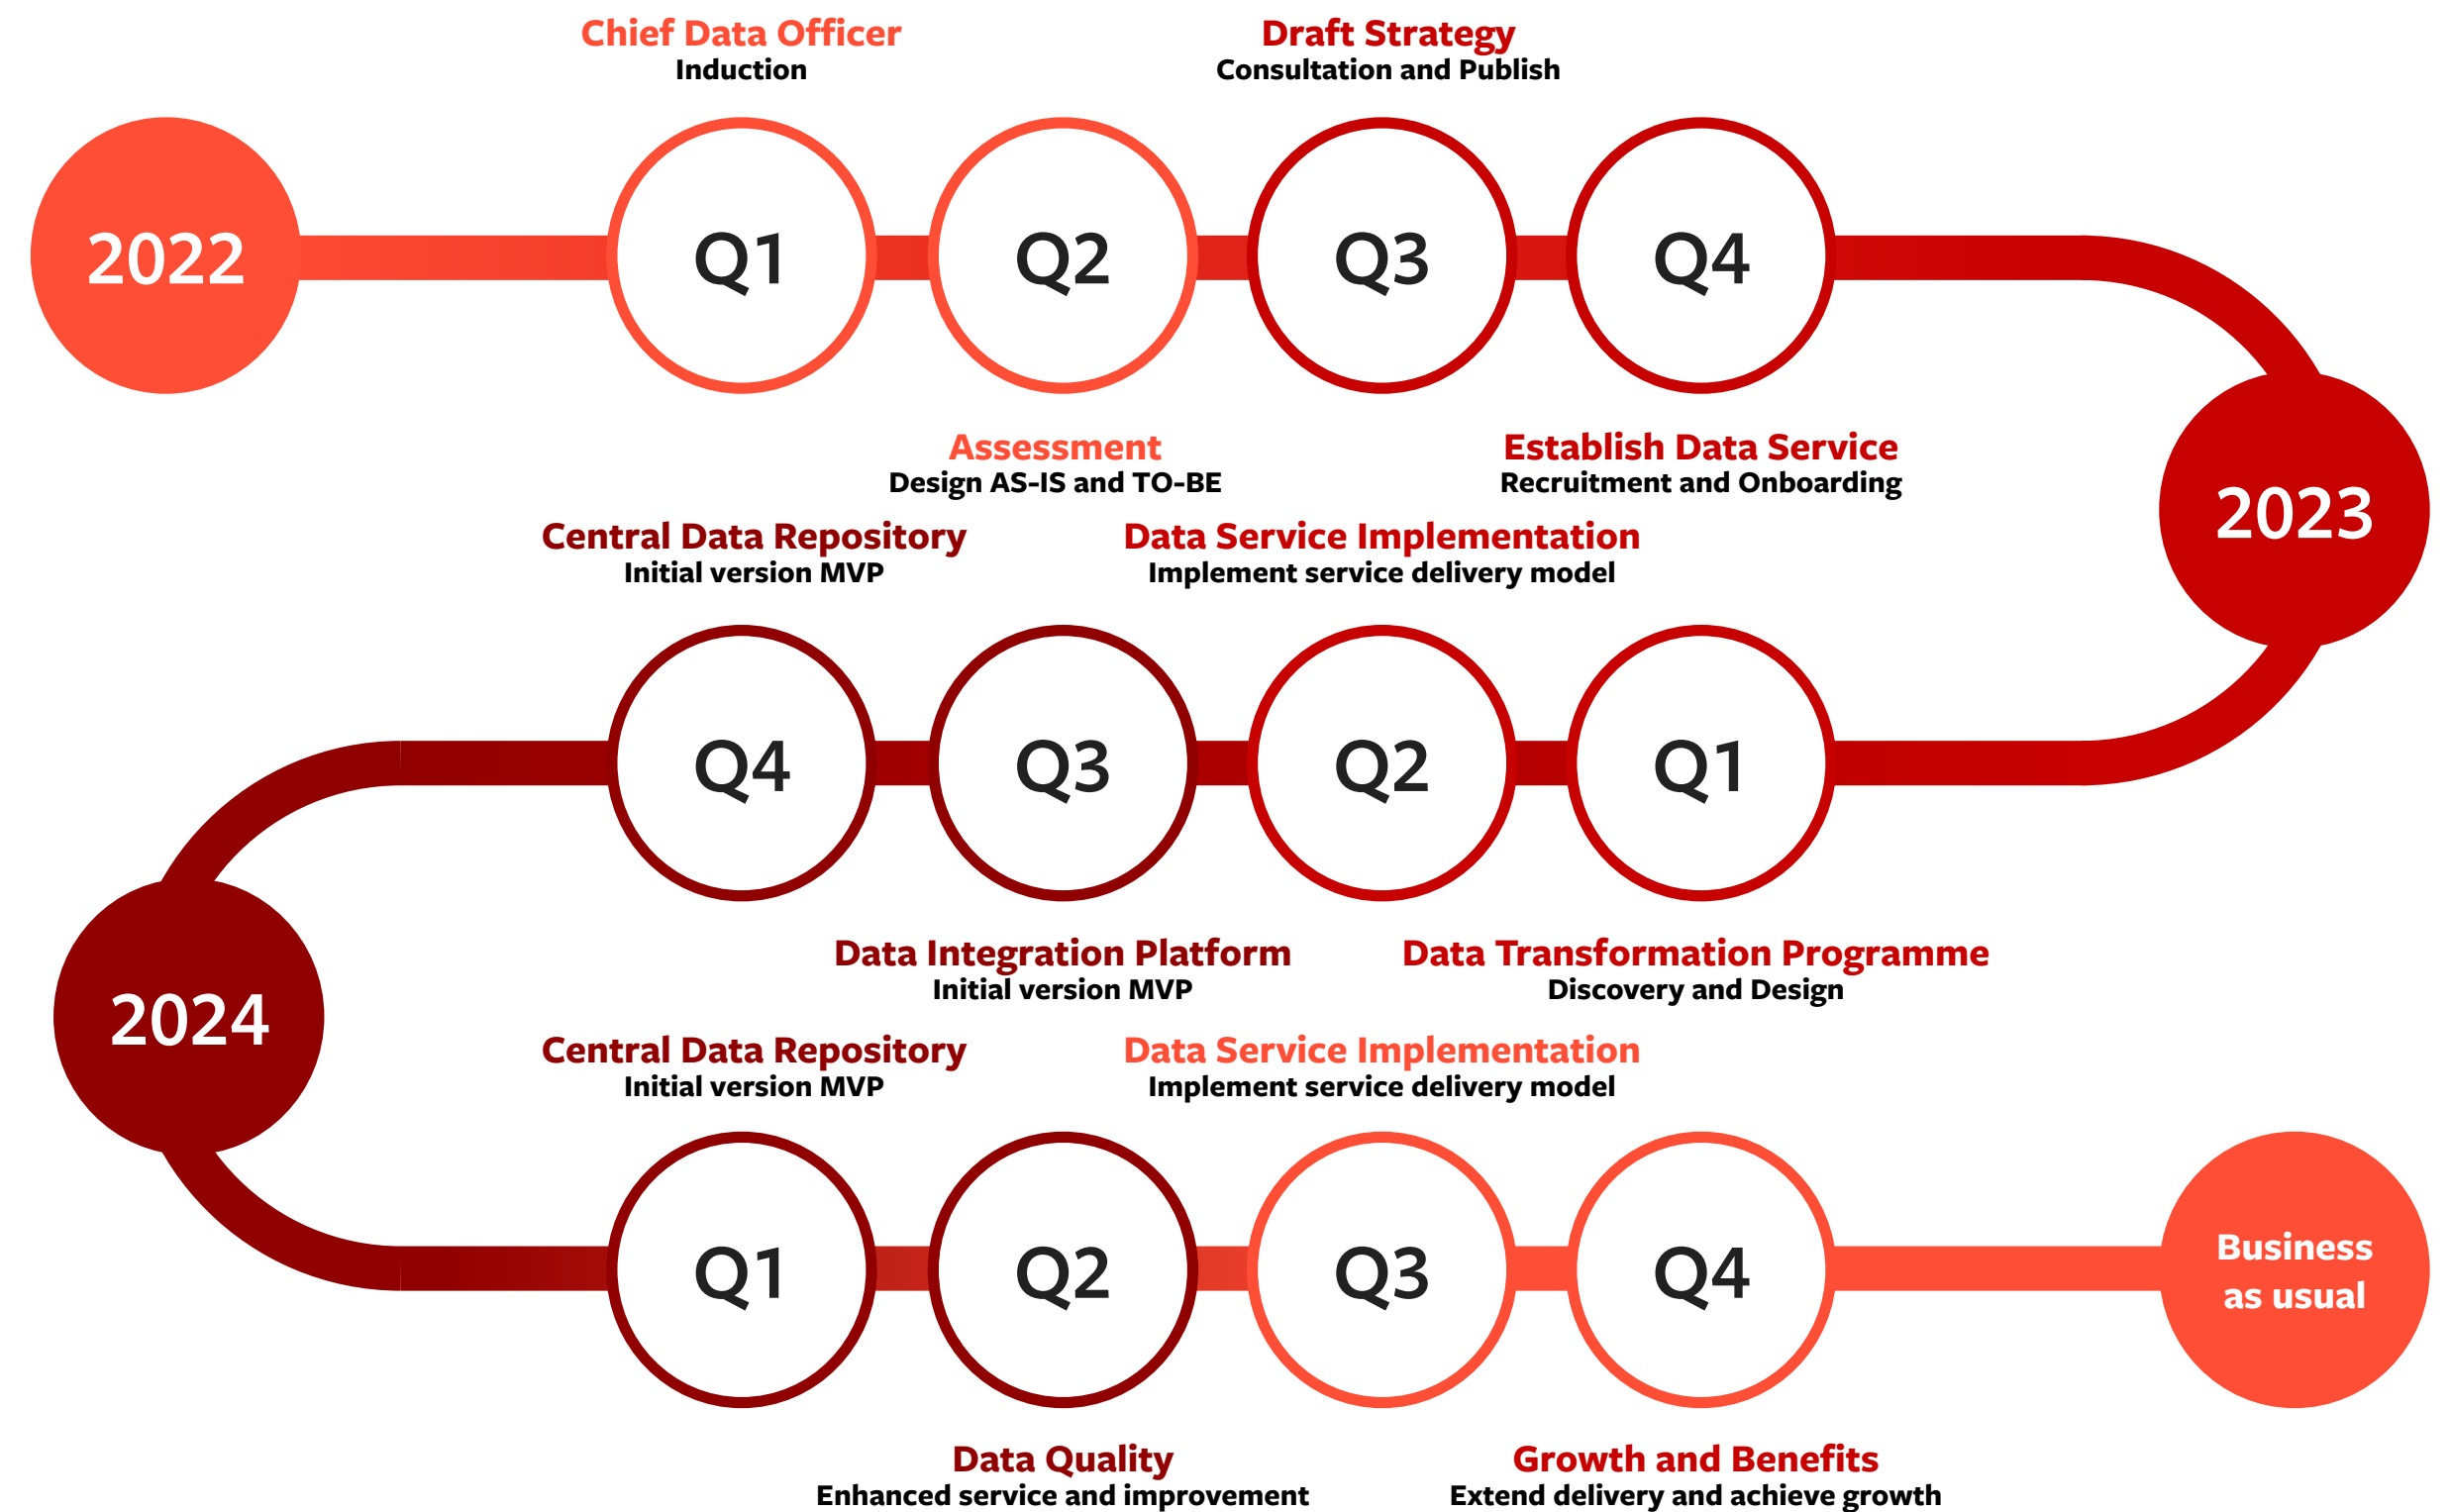 Chief Data Officer
Induction
Draft Strategy
Consultation and Publish
2022
Q1
Q2
Q3
Q4
Assessment
Design AS-IS and TO-BE
Establish Data Service
Recruitment and Onboarding
2023
Central Data Repository
Initial version MVP
Data Service Implementation
Implement service delivery model
Q4
Q3
Q2
Q1
Data Integration Platform
Initial version MVP
Data Transformation Programme
Discovery and Design
2024
Central Data Repository
Initial version MVP
Data Service Implementation
Implement service delivery model
Q1
Q2
Q3
Q4
Business
as usual
Data Quality
Enhanced service and improvement
Growth and Benefits
Extend delivery and achieve growth